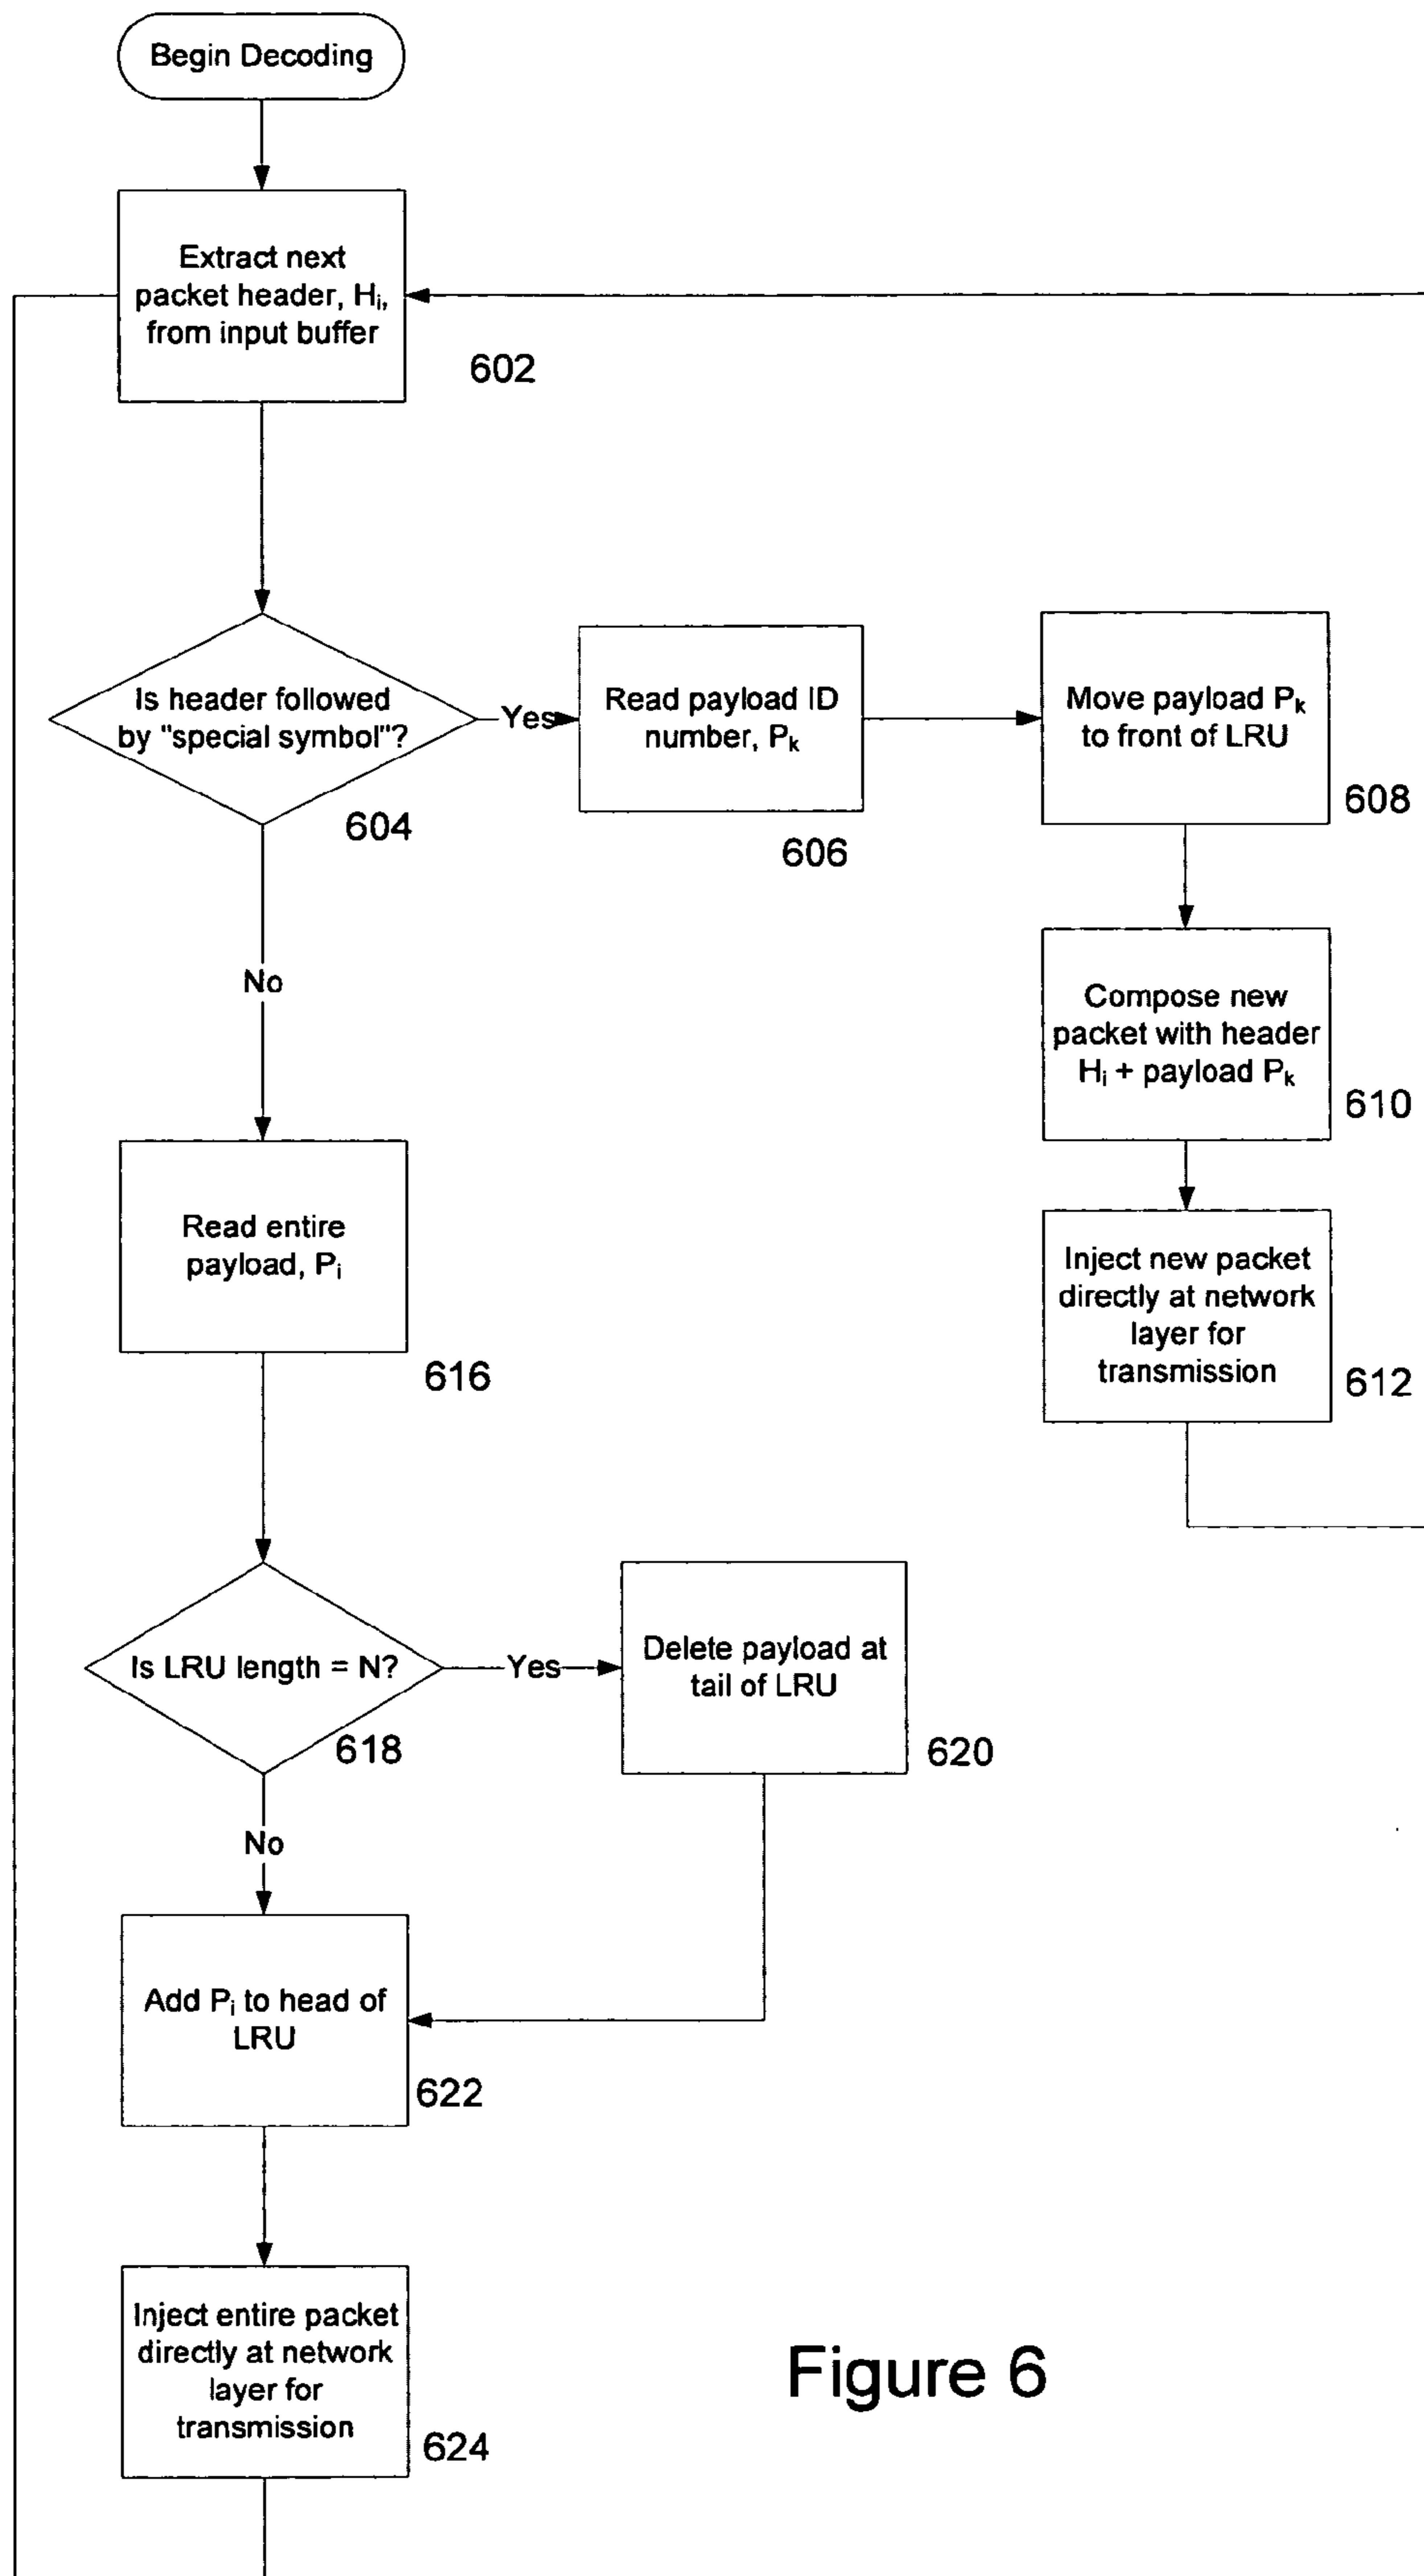 Begin Decoding
Extract next
packet header, Hᵢ,
from input buffer
602
Is header followed
by "special symbol"?
604
Yes
Read payload ID
number, Pₖ
606
Move payload Pₖ
to front of LRU
608
Compose new
packet with header
Hᵢ + payload Pₖ
610
Inject new packet
directly at network
layer for
transmission
612
No
Read entire
payload, Pᵢ
616
Is LRU length = N?
618
Yes
Delete payload at
tail of LRU
620
No
Add Pᵢ to head of
LRU
622
Inject entire packet
directly at network
layer for
transmission
624
Figure 6